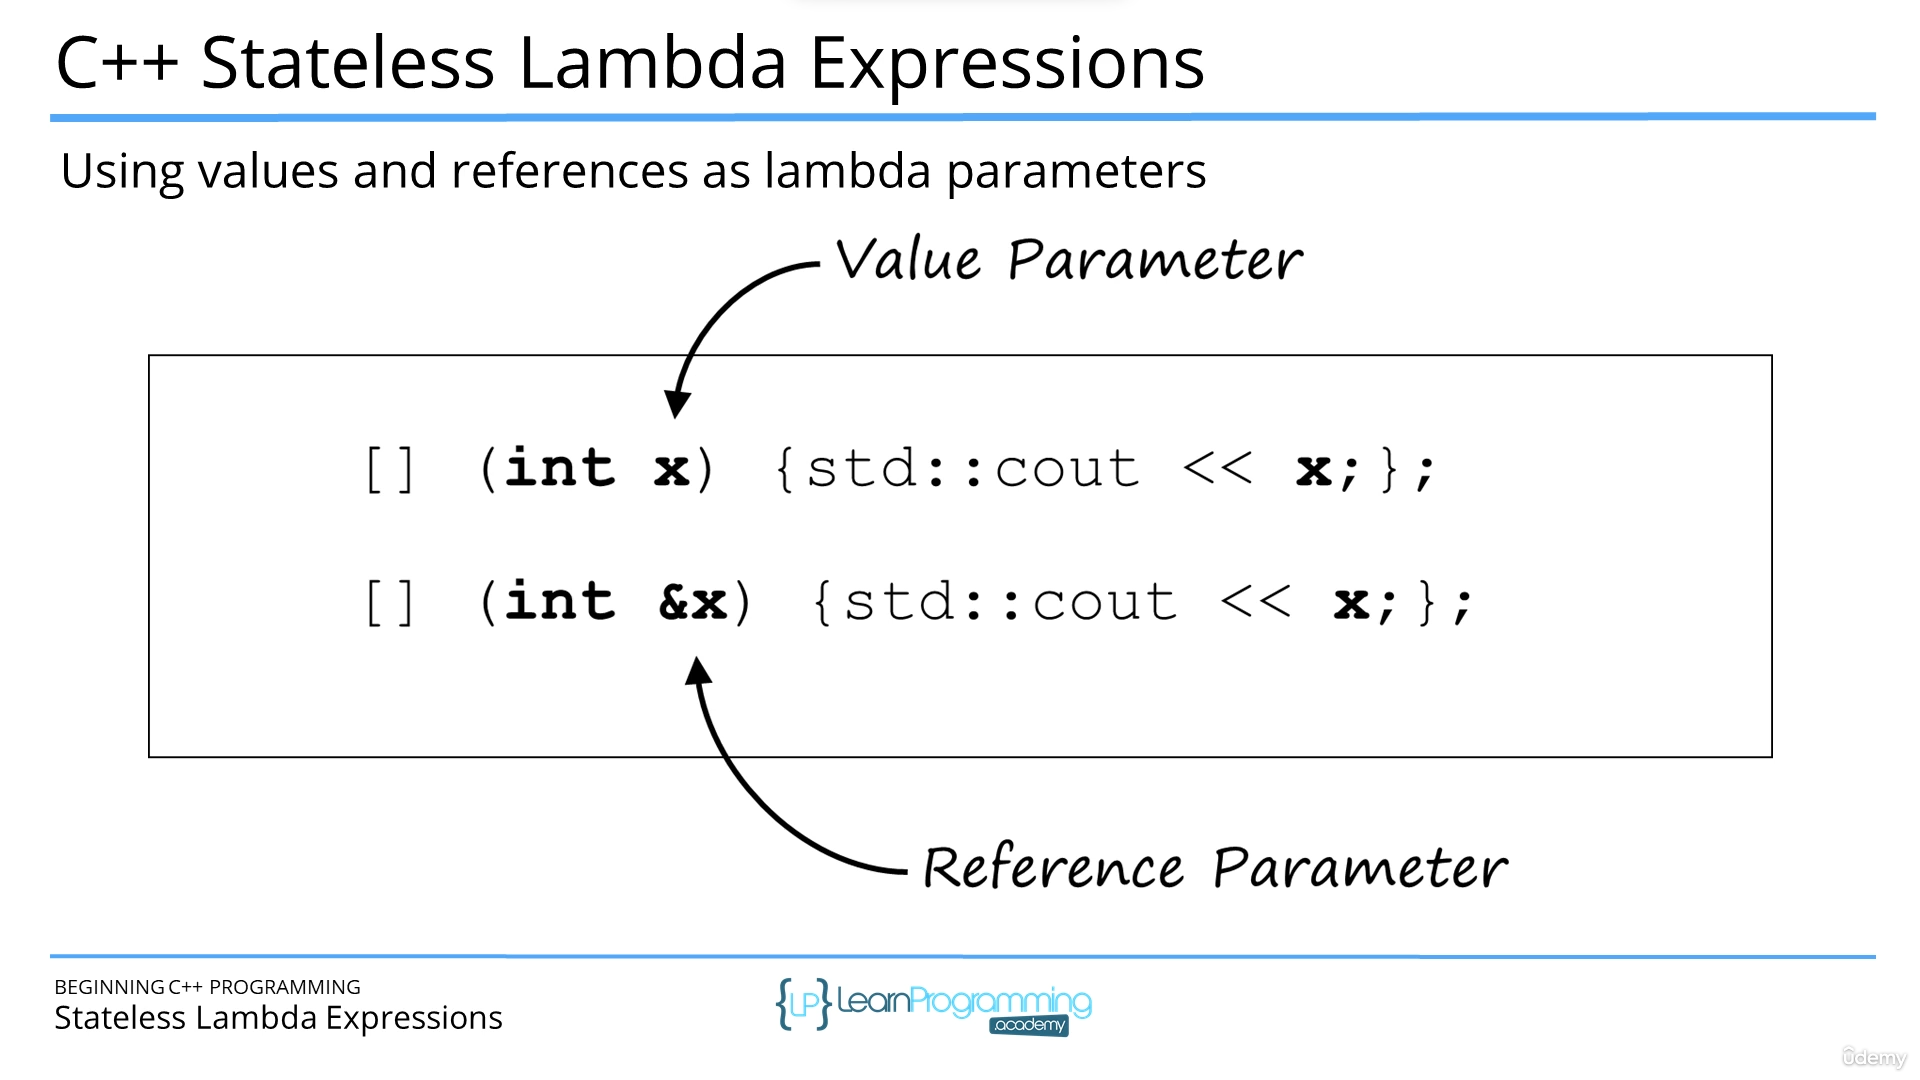 C++ Stateless Lambda Expressions
Using values and references as lambda parameters
Value Parameter
[] (int x) {std::cout << x;};
[] (int &x) {std::cout << x;};
Reference Parameter
BEGINNING C++ PROGRAMMING
Stateless Lambda Expressions
{LP} LearnProgramming
academy
ûdemy